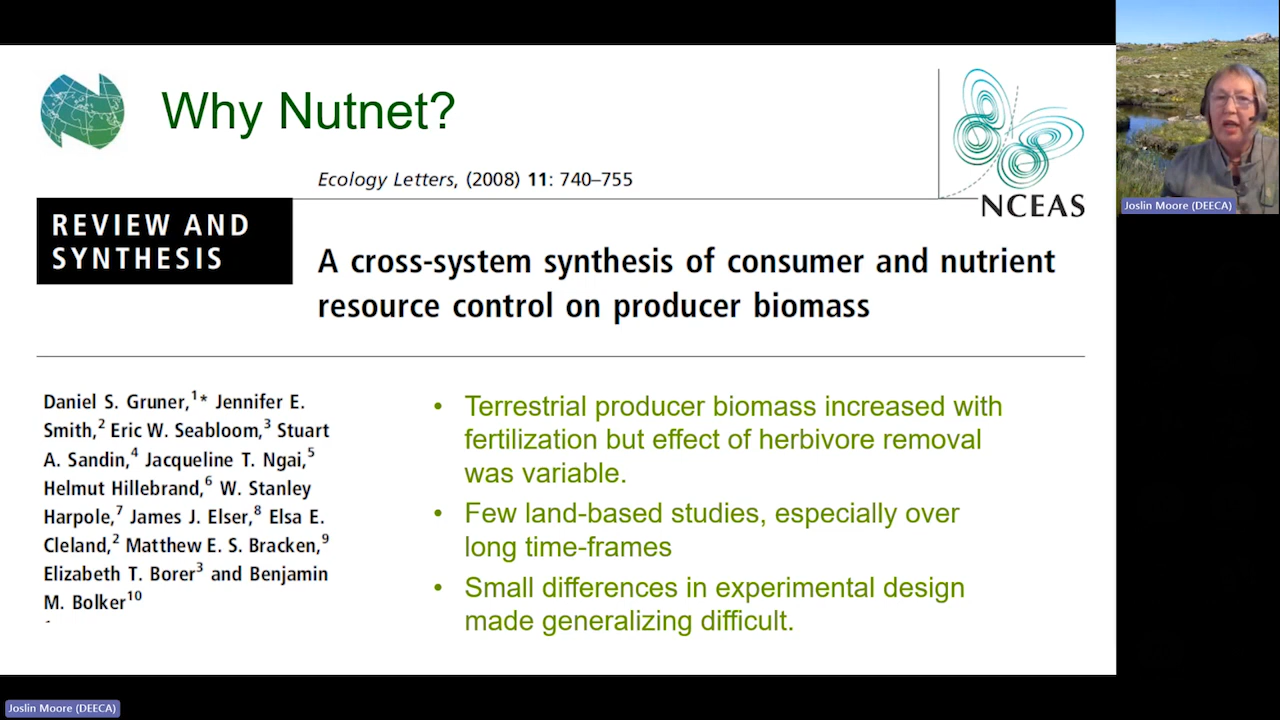 Why Nutnet?
Ecology Letters, (2008) 11: 740–755
NCEAS
REVIEW AND
SYNTHESIS
A cross-system synthesis of consumer and nutrient
resource control on producer biomass
Daniel S. Gruner,1* Jennifer E.
Smith,2 Eric W. Seabloom,3 Stuart
A. Sandin,4 Jacqueline T. Ngai,5
Helmut Hillebrand,6 W. Stanley
Harpole,7 James J. Elser,8 Elsa E.
Cleland,2 Matthew E. S. Bracken,9
Elizabeth T. Borer3 and Benjamin
M. Bolker10
• Terrestrial producer biomass increased with
fertilization but effect of herbivore removal
was variable.
• Few land-based studies, especially over
long time-frames
• Small differences in experimental design
made generalizing difficult.
Joslin Moore (DEECA)
Joslin Moore (DEECA)